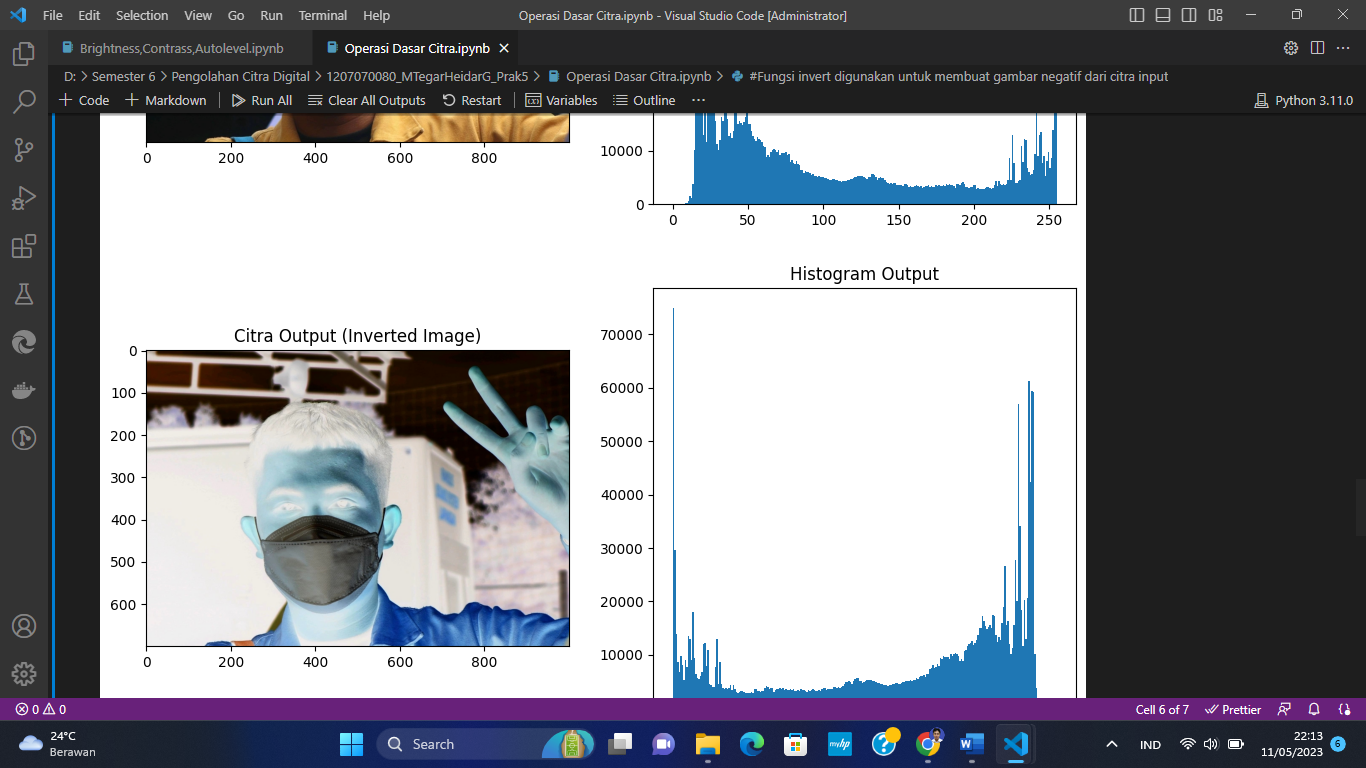 File Edit Selection View Go Run Terminal Help Operasi Dasar Citra.ipynb - Visual Studio Code [Administrator]
Brightness,Contrass,Autolevel.ipynb Operasi Dasar Citra.ipynb
D: > Semester 6 > Pengolahan Citra Digital > 1207070080_MTegarHeidarG_Prak5 > Operasi Dasar Citra.ipynb > #Fungsi invert digunakan untuk membuat gambar negatif dari citra input
+ Code + Markdown Run All Clear All Outputs Restart Variables Outline ... Python 3.11.0
0 200 400 600 800
10000
0
0 50 100 150 200 250
Citra Output (Inverted Image)
0
100
200
300
400
500
600
0 200 400 600 800
Histogram Output
70000
60000
50000
40000
30000
20000
10000
0 0 Cell 6 of 7 Prettier
24°C
Berawan
Search
myhp
IND
22:13
11/05/2023
6